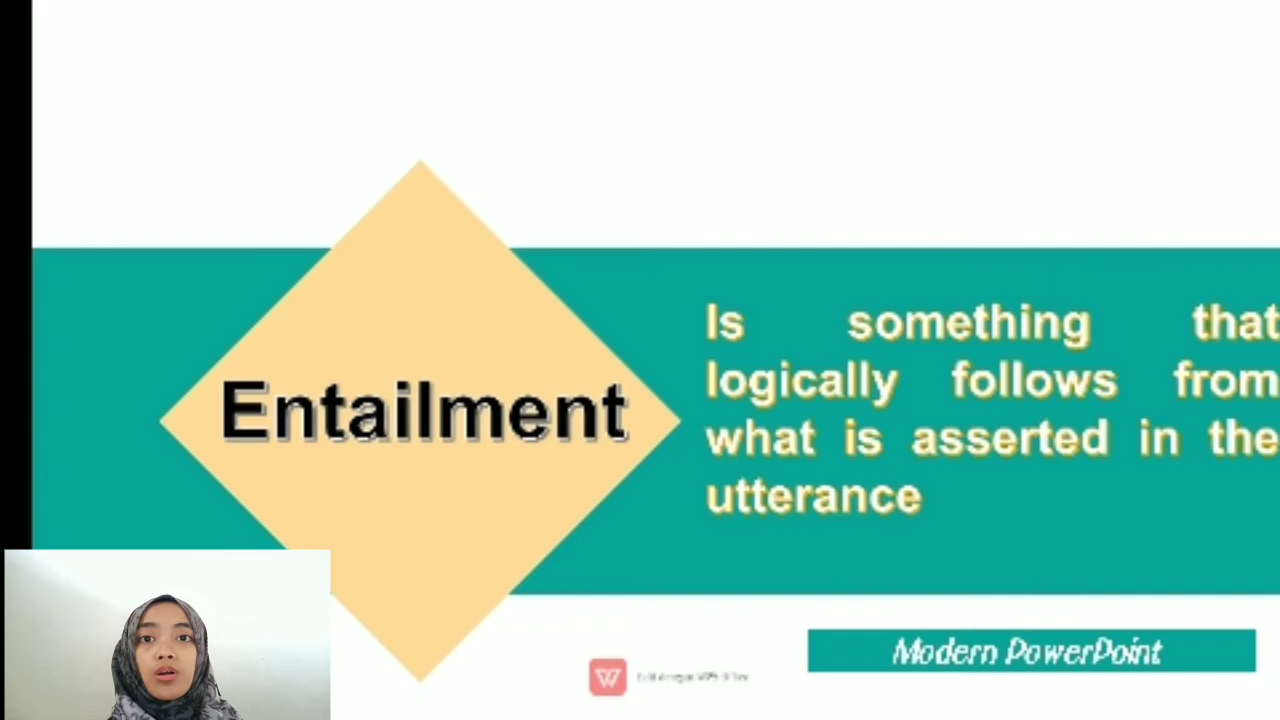 Entailment
Is something that
logically follows from
what is asserted in the
utterance
Modern PowerPoint